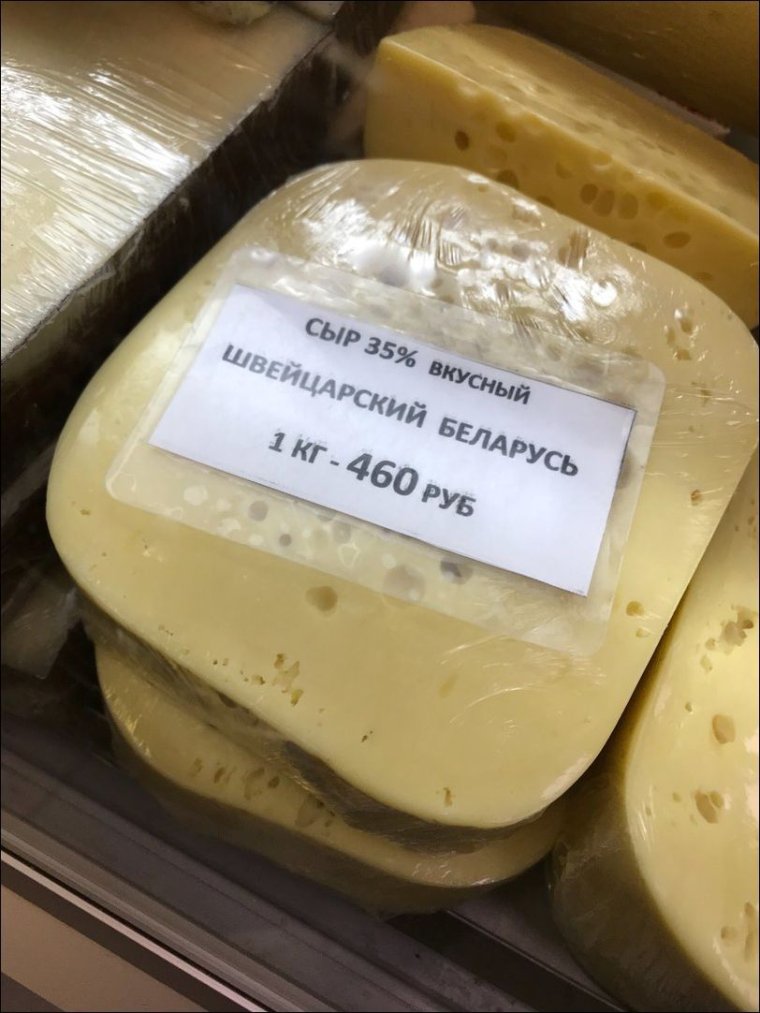 СЫР 35% ВКУСНЫЙ
ШВЕЙЦАРСКИЙ БЕЛАРУСЬ
1 КГ - 460 РУБ